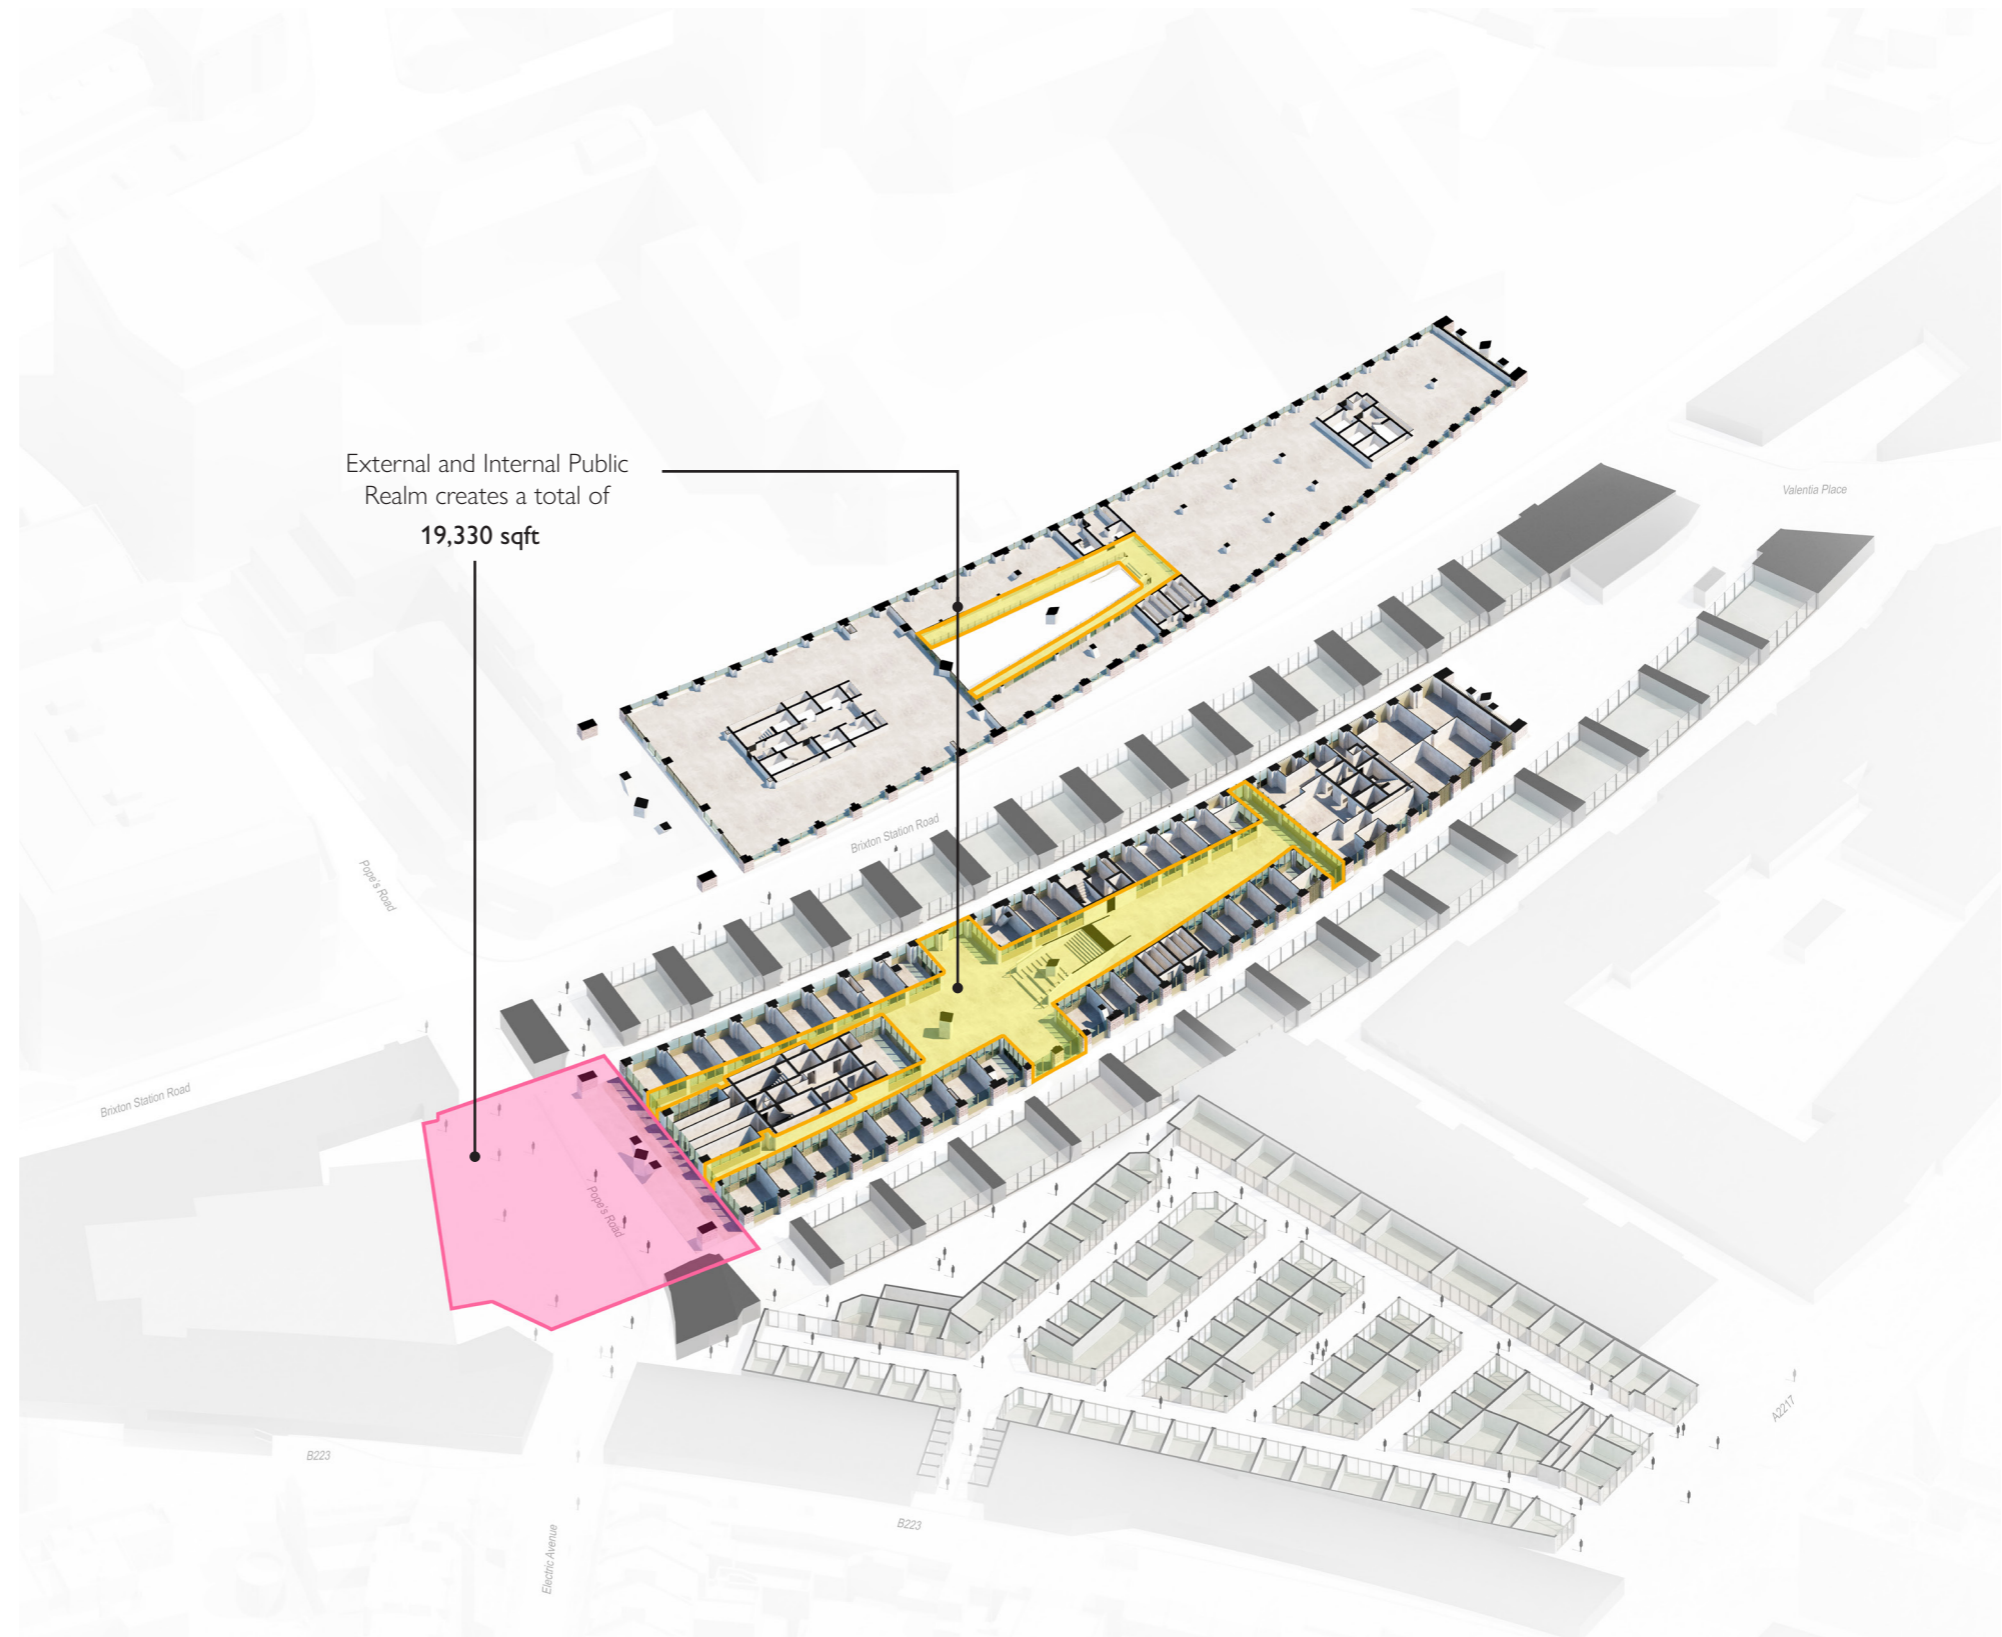 External and Internal Public
Realm creates a total of
19,330 sqft
Valentia Place
Brixton Station Road
Pope's Road
Brixton Station Road
Pope's Road
A2217
B223
B223
Electric Avenue